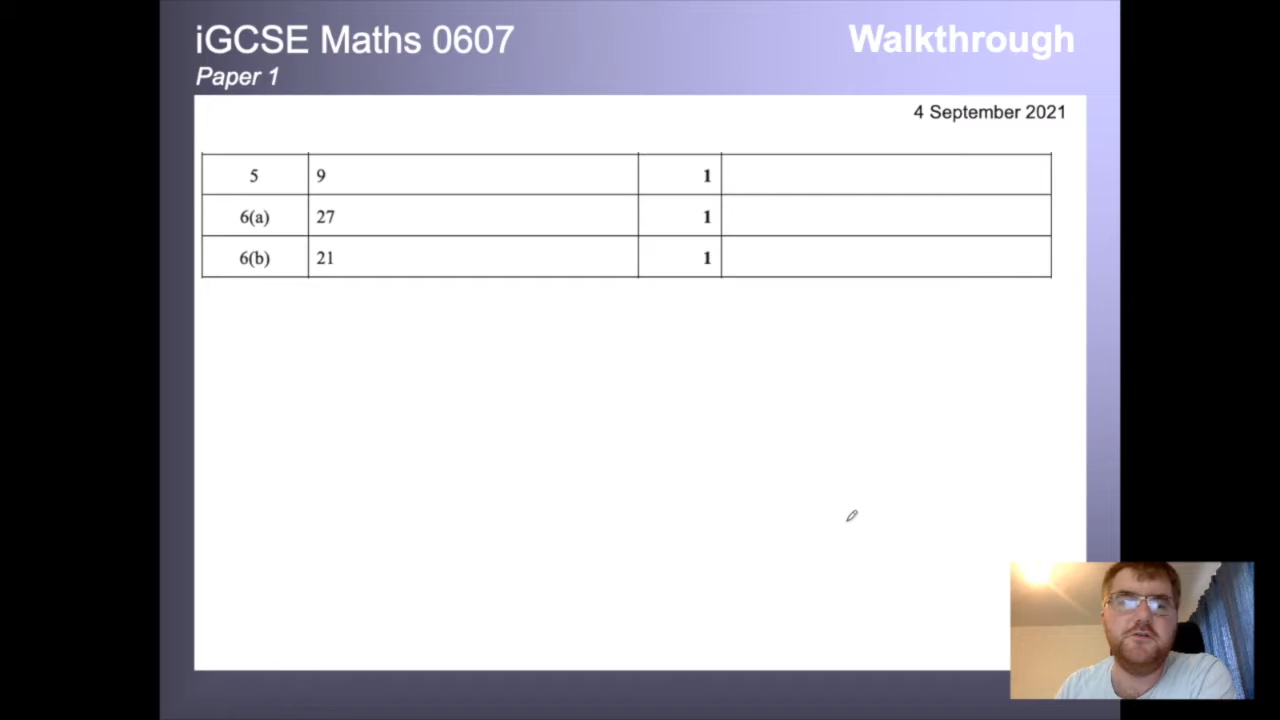 iGCSE Maths 0607
Walkthrough
Paper 1
4 September 2021
5 9 1
6(a) 27 1
6(b) 21 1